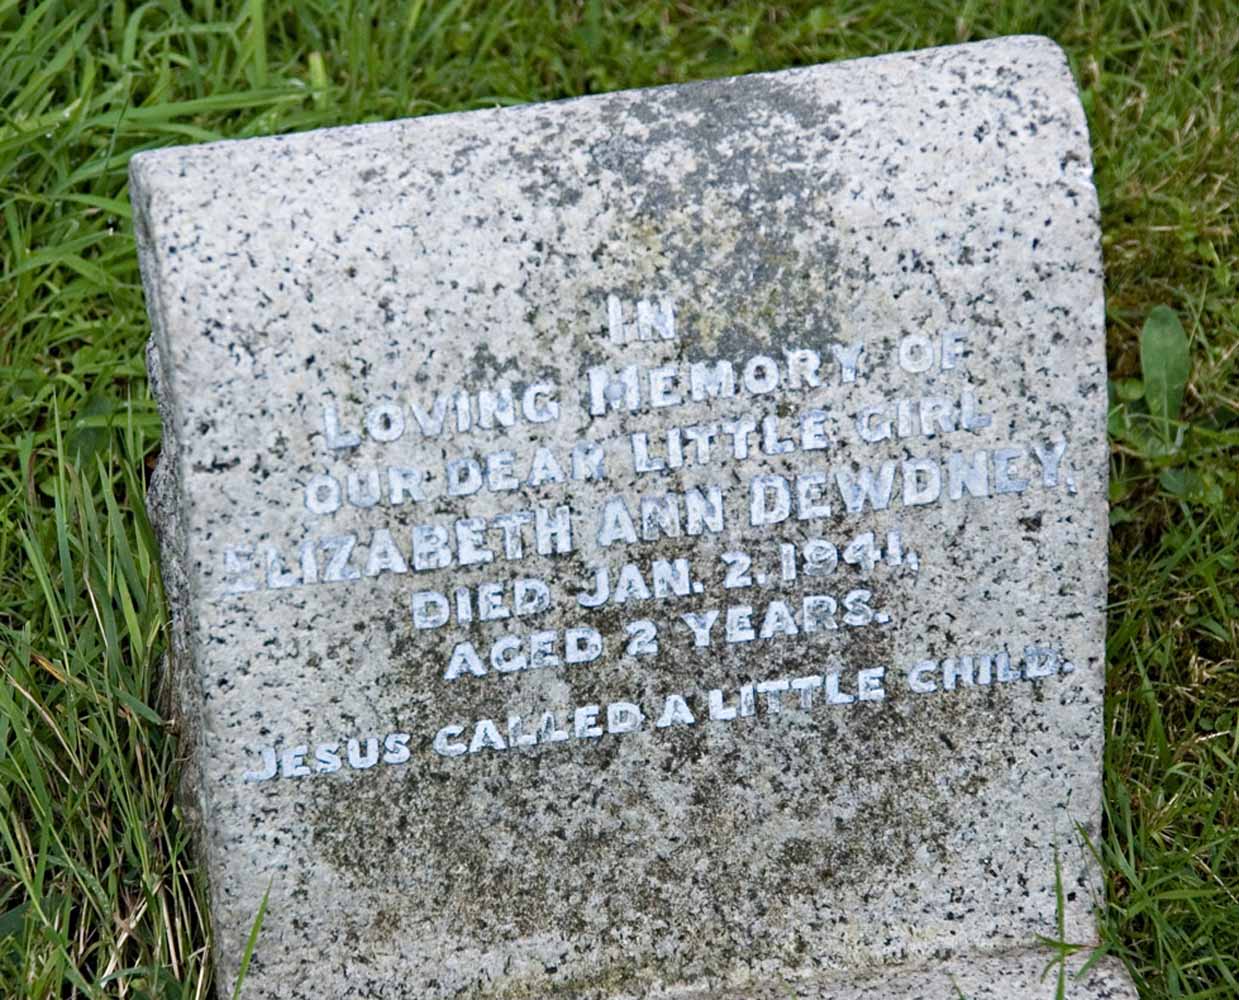 IN
LOVING MEMORY OF
OUR DEAR LITTLE GIRL
ELIZABETH ANN DEWDNEY,
DIED JAN. 2. 1941,
AGED 2 YEARS.
JESUS CALLED A LITTLE CHILD.